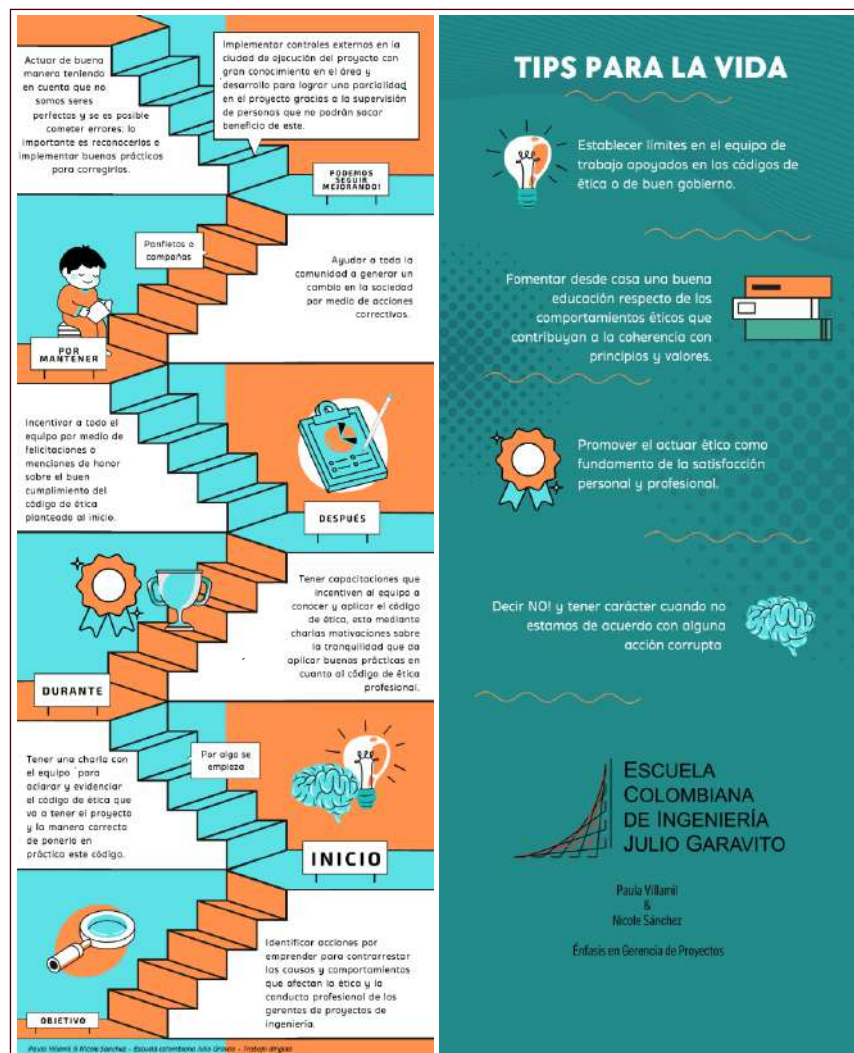 Actuar de buena
manera teniendo
en cuenta que no
somos seres
perfectos y se es posible
cometer errores; lo
importante es reconocerlos e
implementar buenas prácticas
para corregirlos.
Implementar controles externos en la
ciudad de ejecución del proyecto con
gran conocimiento en el área y
desarrollo para lograr una parcialidad
en el proyecto gracias a la supervisión
de personas que no podrán sacar
beneficio de este.
PODEMOS
SEGUIR
MEJORANDO!
Panfletos o
campañas
Ayudar a toda la
comunidad a generar un
cambio en la sociedad
por medio de acciones
correctivas.
POR
MANTENER
Incentivar a todo el
equipo por medio de
felicitaciones o
menciones de honor
sobre el buen
cumplimiento del
código de ética
planteado al inicio.
DESPUÉS
Tener capacitaciones que
incentiven al equipo a
conocer y aplicar el código
de ética, esto mediante
charlas motivaciones sobre
la tranquilidad que da
aplicar buenas prácticas en
cuanto al código de ética
profesional.
DURANTE
Tener una charla con
el equipo para
aclarar y evidenciar
el código de ética que
va a tener el proyecto
y la manera correcta
de ponerlo en
práctica este código.
Por algo se
empieza
INICIO
Identificar acciones por
emprender para contrarrestar
las causas y comportamientos
que afectan la ética y la
conducta profesional de los
gerentes de proyectos de
ingeniería.
OBJETIVO
Paula Villamil & Nicole Sánchez - Escuela colombiana Julio - Trabajo dirigido
TIPS PARA LA VIDA
Establecer límites en el equipo de
trabajo apoyados en los códigos de
ética o de buen gobierno.
Fomentar desde casa una buena
educación respecto de los
comportamientos éticos que
contribuyan a la coherencia con
principios y valores.
Promover el actuar ético como
fundamento de la satisfacción
personal y profesional.
Decir NO! y tener carácter cuando no
estamos de acuerdo con alguna
acción corrupta
ESCUELA
COLOMBIANA
DE INGENIERÍA
JULIO GARAVITO
Paula Villamil
&
Nicole Sánchez
Énfasis en Gerencia de Proyectos